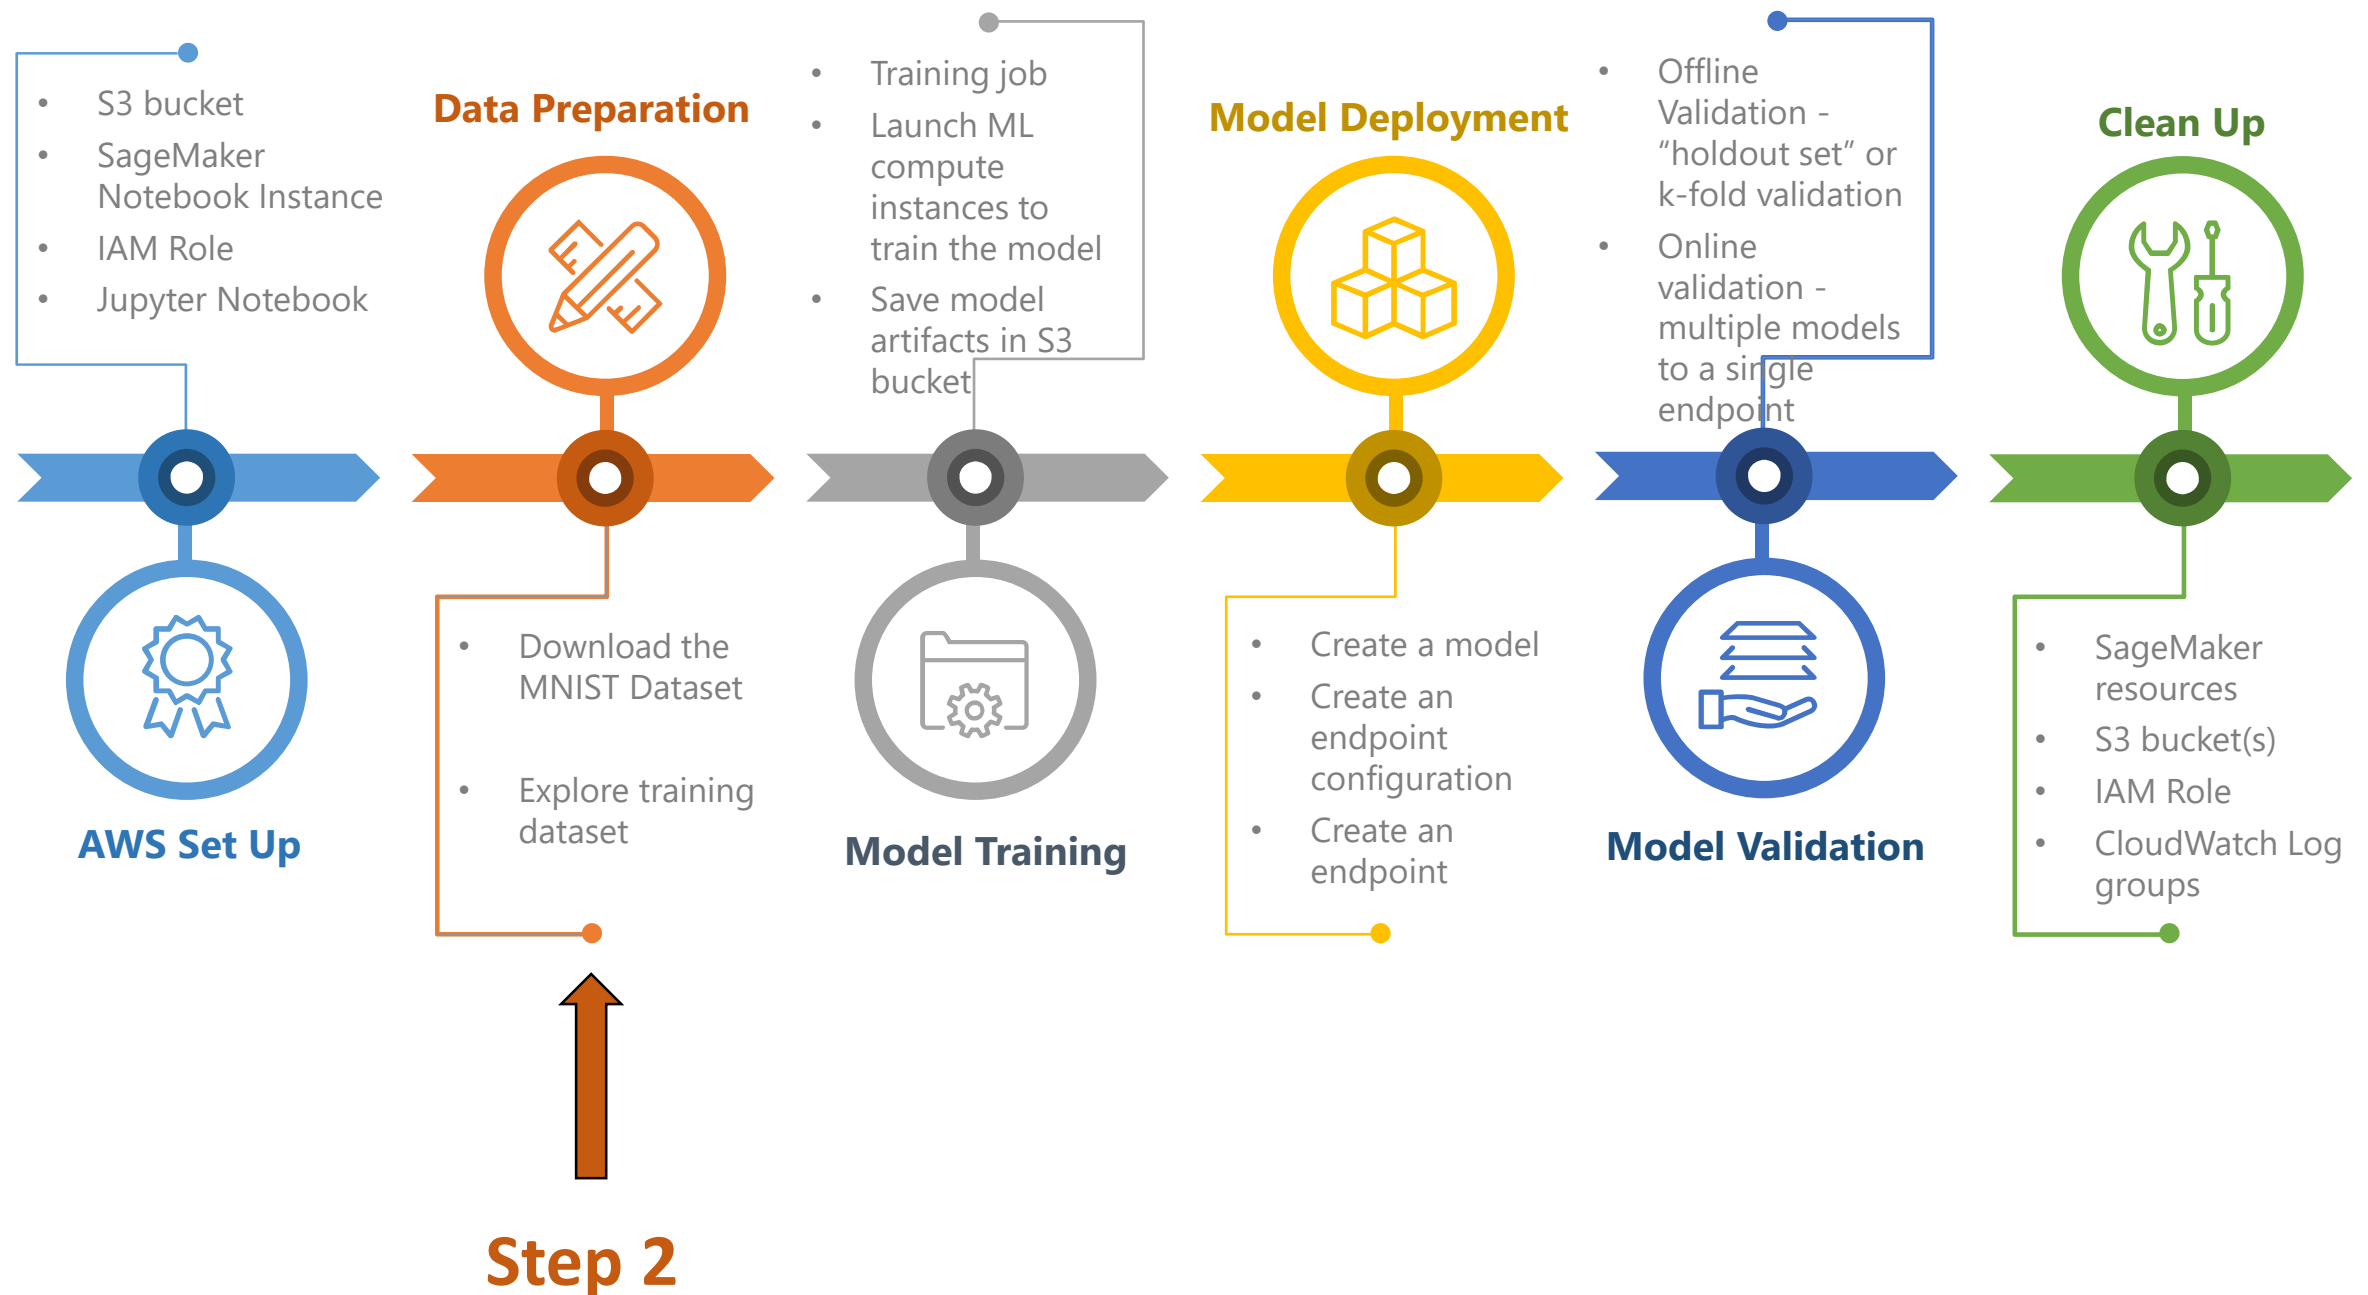 • S3 bucket
• SageMaker
Notebook Instance
• IAM Role
• Jupyter Notebook
AWS Set Up
Data Preparation
• Download the
MNIST Dataset
• Explore training
dataset
• Training job
• Launch ML
compute
instances to
train the model
• Save model
artifacts in S3
bucket
Model Training
Model Deployment
• Create a model
• Create an
endpoint
configuration
• Create an
endpoint
• Offline
Validation -
“holdout set” or
k-fold validation
• Online
validation -
multiple models
to a single
endpoint
Model Validation
Clean Up
• SageMaker
resources
• S3 bucket(s)
• IAM Role
• CloudWatch Log
groups
Step 2